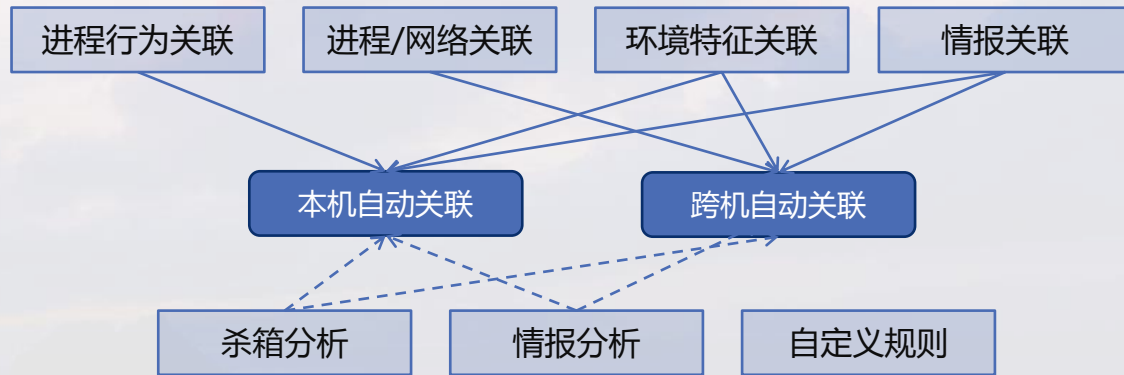 进程行为关联
进程/网络关联
环境特征关联
情报关联
本机自动关联
跨机自动关联
杀箱分析
情报分析
自定义规则